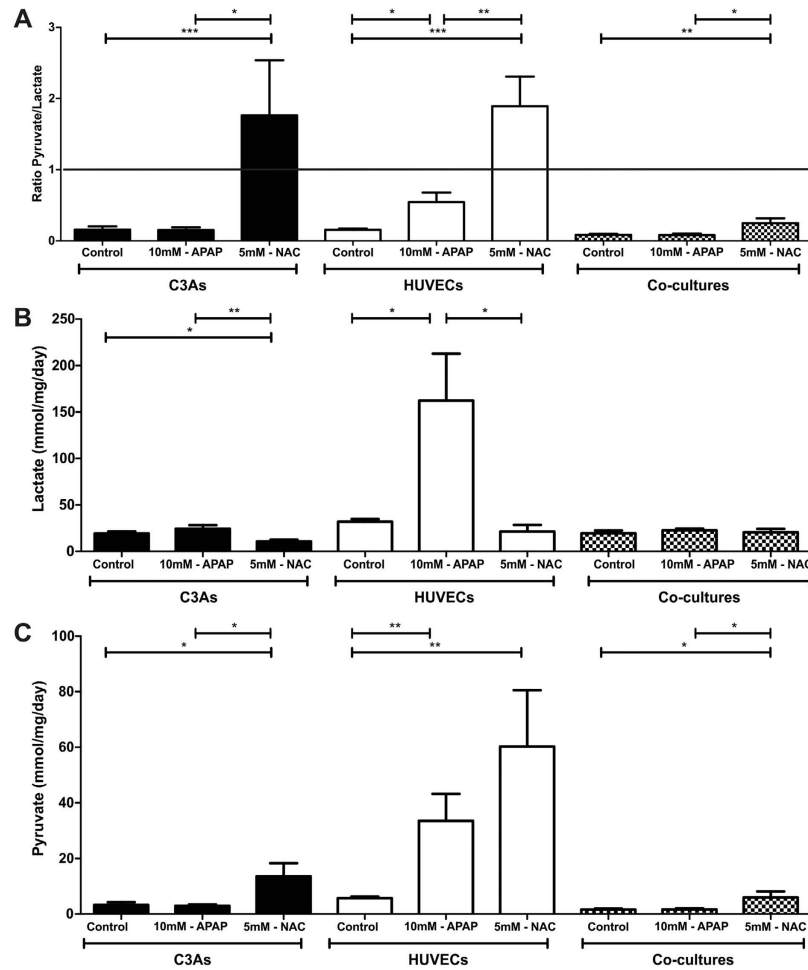 A
* * ** *
*** *** **
3
2
1
0
Ratio Pyruvate/Lactate
Control 10mM - APAP 5mM - NAC Control 10mM - APAP 5mM - NAC Control 10mM - APAP 5mM - NAC
C3As HUVECs Co-cultures
B
** * *
*
250
200
150
100
50
0
Lactate (mmol/mg/day)
Control 10mM - APAP 5mM - NAC Control 10mM - APAP 5mM - NAC Control 10mM - APAP 5mM - NAC
C3As HUVECs Co-cultures
C
* ** *
* ** *
100
80
60
40
20
0
Pyruvate (mmol/mg/day)
Control 10mM - APAP 5mM - NAC Control 10mM - APAP 5mM - NAC Control 10mM - APAP 5mM - NAC
C3As HUVECs Co-cultures